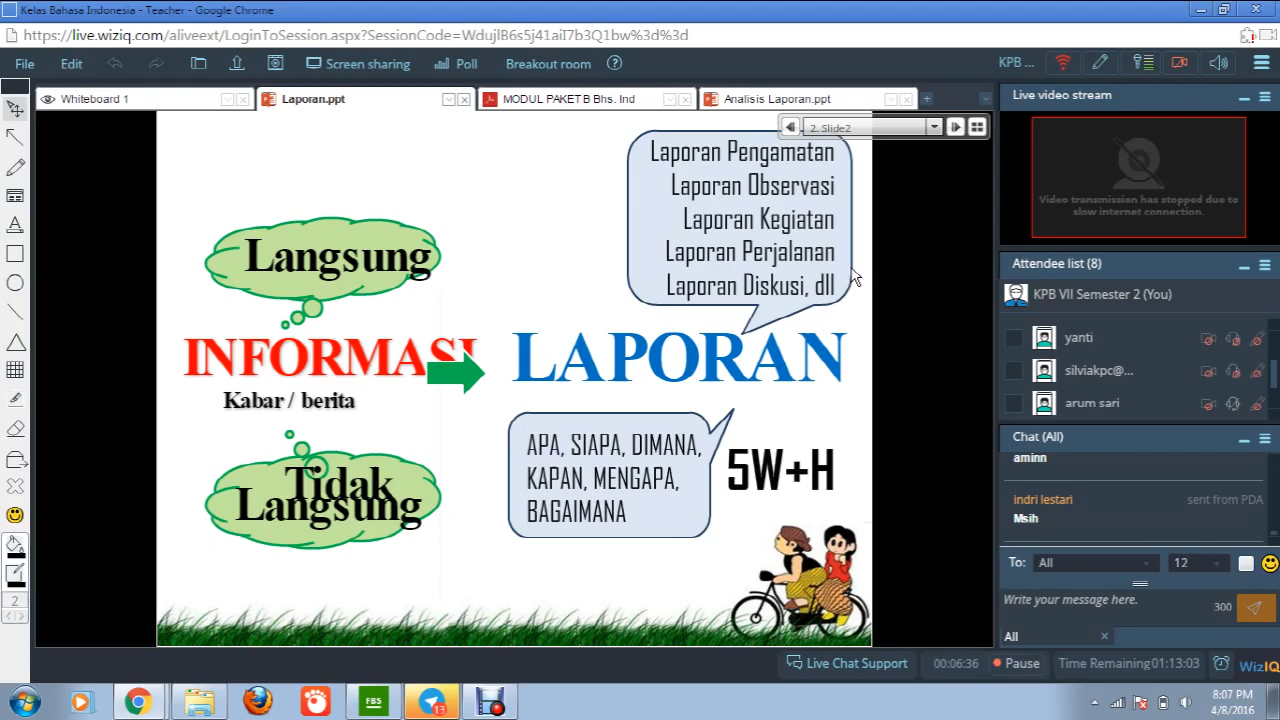 Kelas Bahasa Indonesia - Teacher - Google Chrome
https://live.wiziq.com/aliveext/LoginToSession.aspx?SessionCode=WdujlB6s5j41aiI7b3Q1bw%3d%3d
File Edit Screen sharing Poll Breakout room KPB ...
Whiteboard 1 Laporan.ppt MODUL PAKET B Bhs. Ind Analisis Laporan.ppt
2. Slide2
Laporan Pengamatan
Laporan Observasi
Laporan Kegiatan
Laporan Perjalanan
Laporan Diskusi, dll
Langsung
INFORMASI
LAPORAN
Kabar / berita
Tidak
Langsung
APA, SIAPA, DIMANA,
KAPAN, MENGAPA,
BAGAIMANA
5W+H
2
Live video stream
Video transmission has stopped due to
slow internet connection.
Attendee list (8)
KPB VII Semester 2 (You)
yanti
silviakpc@...
arum sari
Chat (All)
aminn
indri lestari sent from PDA
Msih
To: All 12
Write your message here. 300
All
Live Chat Support 00:06:36 Pause Time Remaining 01:13:03 WizIQ
FBS 13
8:07 PM
4/8/2016